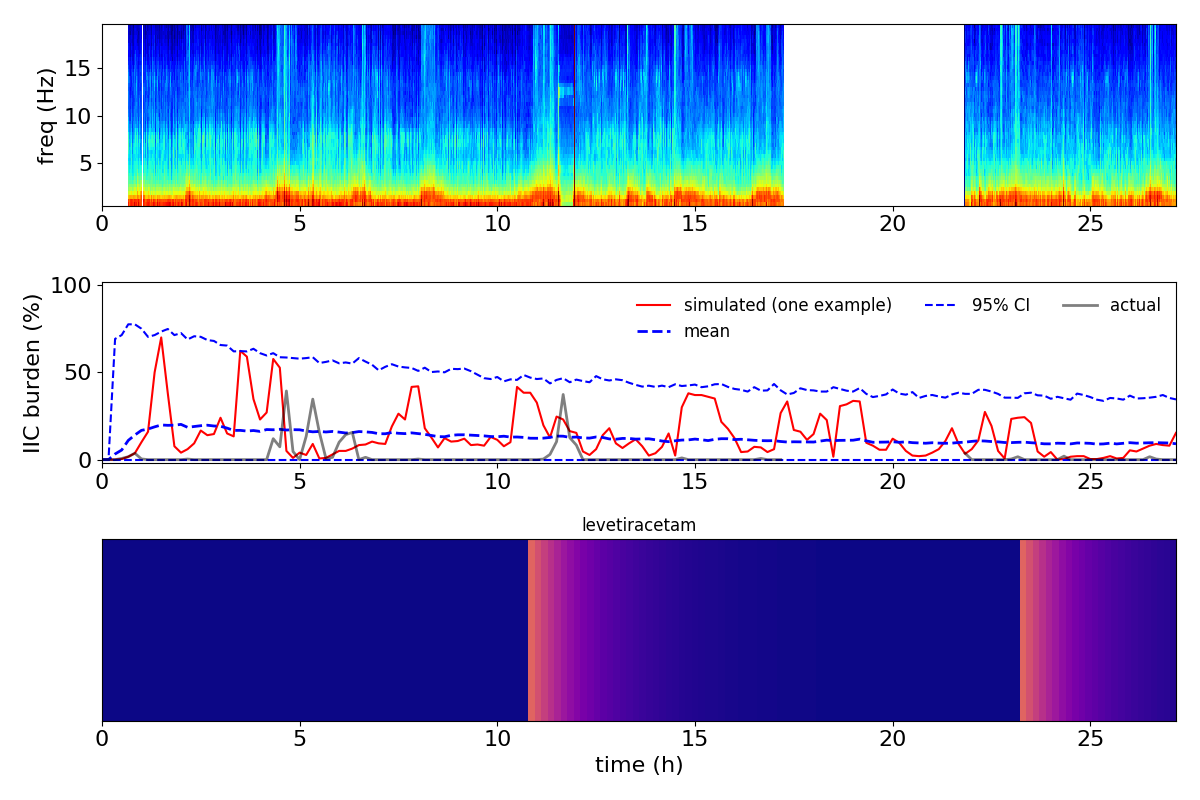 freq (Hz)
15
10
5
0 5 10 15 20 25
IIC burden (%)
100
50
0
simulated (one example)
mean
95% CI
actual
0 5 10 15 20 25
levetiracetam
0 5 10 15 20 25
time (h)